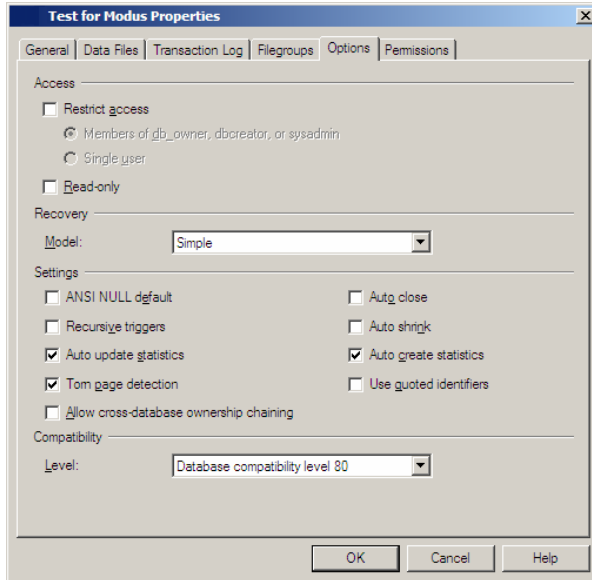 Test for Modus Properties
General Data Files Transaction Log Filegroups Options Permissions
Access
Restrict access
Members of db_owner, dbcreator, or sysadmin
Single user
Read-only
Recovery
Model: Simple
Settings
ANSI NULL default Auto close
Recursive triggers Auto shrink
Auto update statistics Auto create statistics
Torn page detection Use quoted identifiers
Allow cross-database ownership chaining
Compatibility
Level: Database compatibility level 80
OK Cancel Help